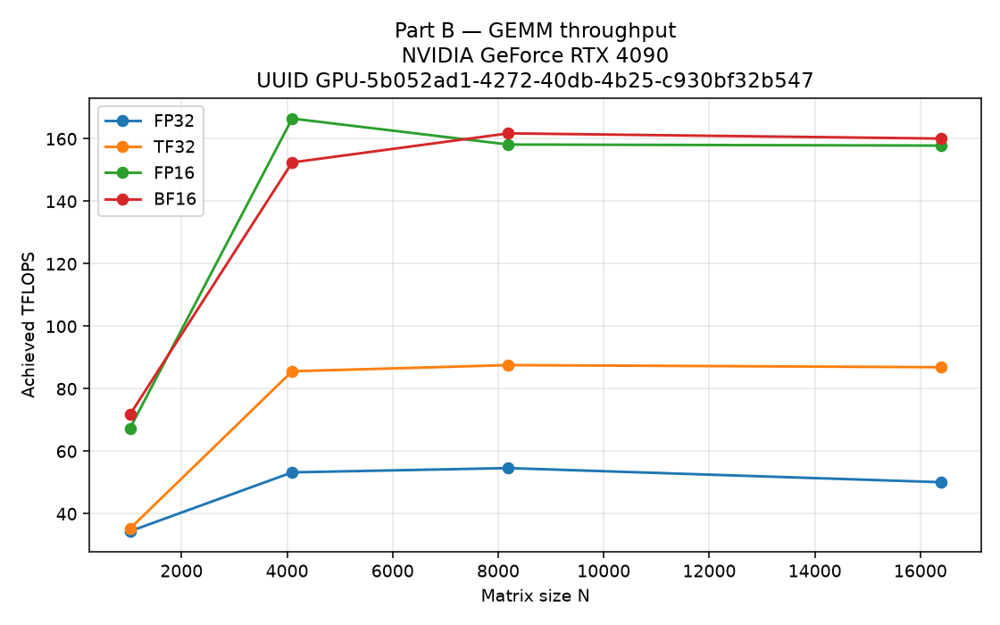 Part B — GEMM throughput
NVIDIA GeForce RTX 4090
UUID GPU-5b052ad1-4272-40db-4b25-c930bf32b547
FP32
TF32
FP16
BF16
Achieved TFLOPS
160
140
120
100
80
60
40
2000
4000
6000
8000
10000
12000
14000
16000
Matrix size N